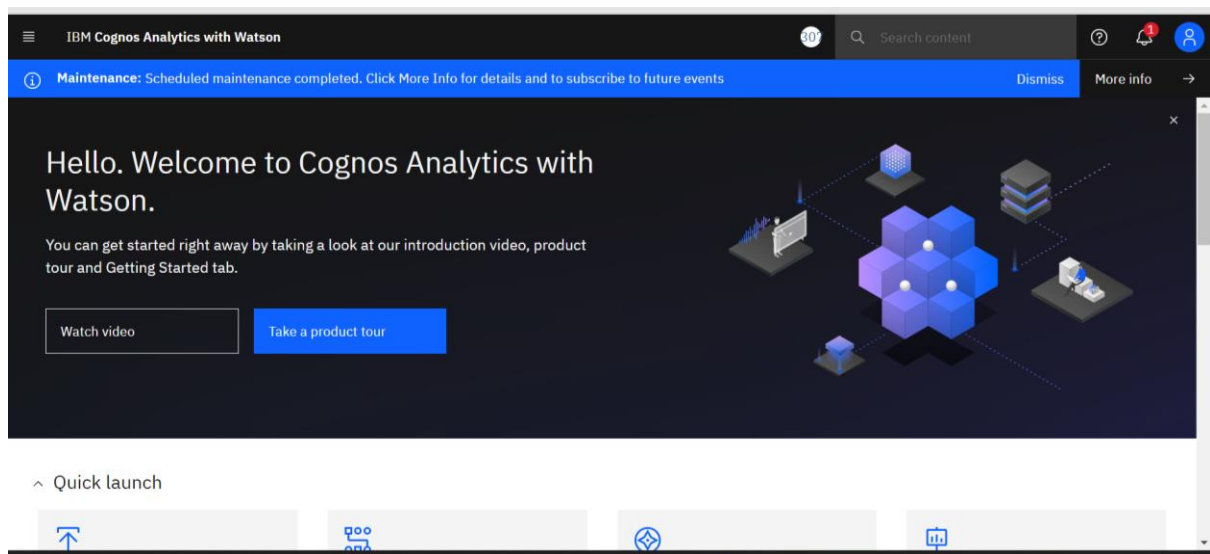 IBM Cognos Analytics with Watson
Search content
1
Maintenance: Scheduled maintenance completed. Click More Info for details and to subscribe to future events
Dismiss
More info
Hello. Welcome to Cognos Analytics with
Watson.
You can get started right away by taking a look at our introduction video, product
tour and Getting Started tab.
Watch video
Take a product tour
Quick launch